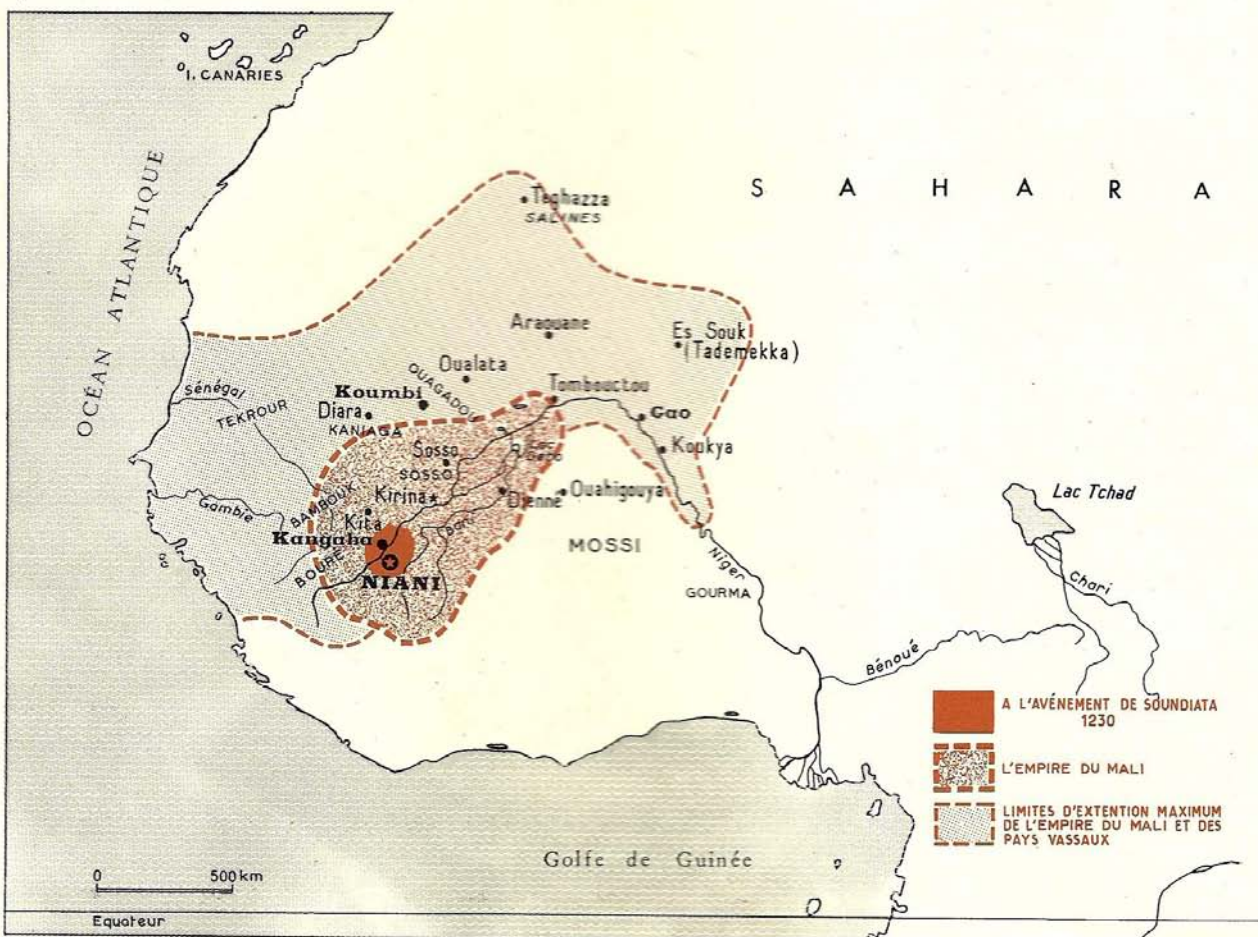 I. CANARIES
OCÉAN ATLANTIQUE
SAHARA
Teghazza
SALINES
Araouane
Es Souk
(Tademekka)
Oualata
OUAGADOU
Tombouctou
Koumbi
Sénégal
TEKROUR
Diara
KANIAGA
Gao
Koukya
Sosso
SOSSO
Kirina
Dienné
Ouahigouya
Lac Tchad
Gambie
BAMBOUK
Kita
Bani
Kangaba
MOSSI
BOURÉ
NIANI
Niger
GOURMA
Chari
Bénoué
A L'AVÉNEMENT DE SOUNDIATA
1230
L'EMPIRE DU MALI
LIMITES D'EXTENTION MAXIMUM
DE L'EMPIRE DU MALI ET DES
PAYS VASSAUX
Golfe de Guinée
0 500 km
Equateur